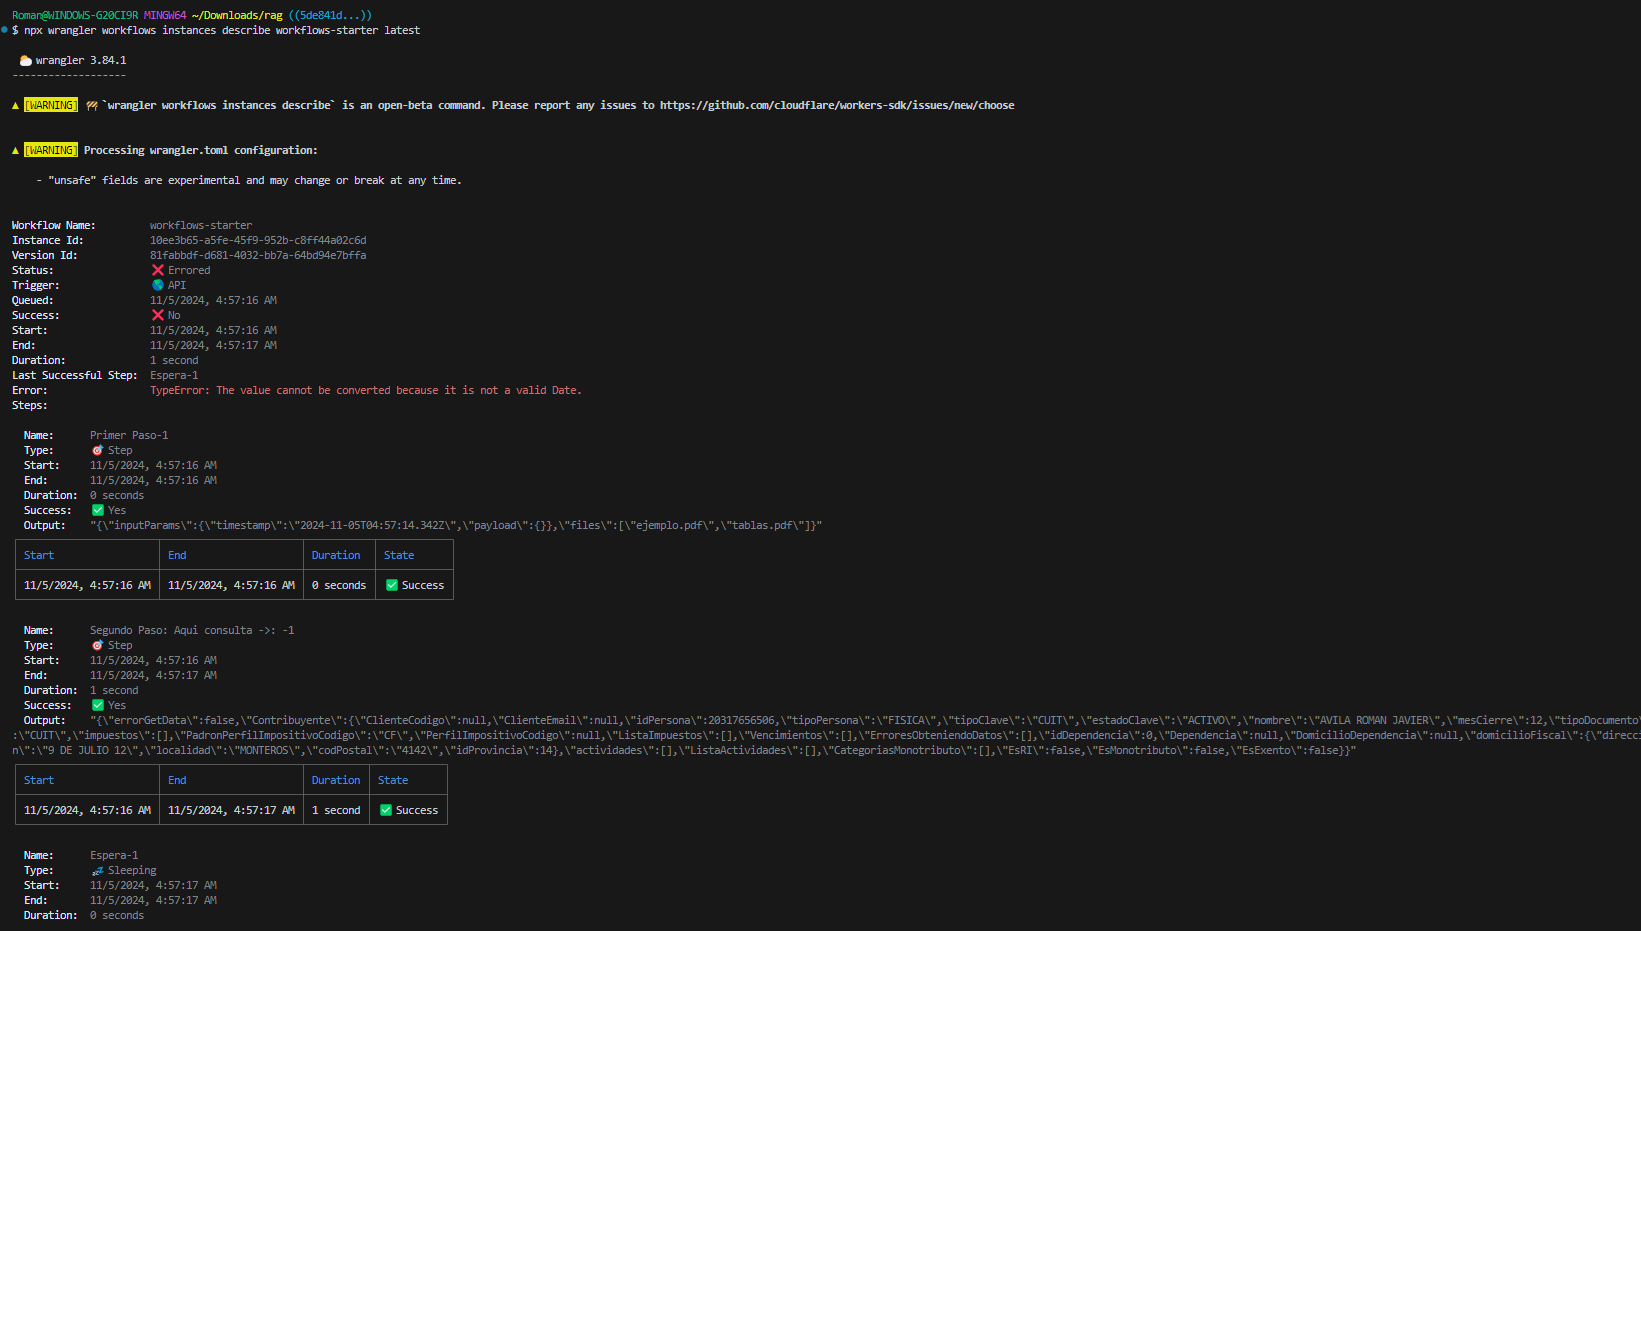 Roman@WINDOWS-G20CI9R MINGW64 ~/Downloads/rag ((5de841d...))
$ npx wrangler workflows instances describe workflows-starter latest
⛅️ wrangler 3.84.1
-------------------
▲ [WARNING] 🚧 `wrangler workflows instances describe` is an open-beta command. Please report any issues to https://github.com/cloudflare/workers-sdk/issues/new/choose
▲ [WARNING] Processing wrangler.toml configuration:
- "unsafe" fields are experimental and may change or break at any time.
Workflow Name: workflows-starter
Instance Id: 10ee3b65-a5fe-45f9-952b-c8ff44a02c6d
Version Id: 81fabbdf-d681-4032-bb7a-64bd94e7bffa
Status: ❌ Errored
Trigger: 🌎 API
Queued: 11/5/2024, 4:57:16 AM
Success: ❌ No
Start: 11/5/2024, 4:57:16 AM
End: 11/5/2024, 4:57:17 AM
Duration: 1 second
Last Successful Step: Espera-1
Error: TypeError: The value cannot be converted because it is not a valid Date.
Steps:
Name: Primer Paso-1
Type: 🎯 Step
Start: 11/5/2024, 4:57:16 AM
End: 11/5/2024, 4:57:16 AM
Duration: 0 seconds
Success: ✅ Yes
Output: "{\"inputParams\":{\"timestamp\":\"2024-11-05T04:57:14.342Z\",\"payload\":{}},\"files\":[\"ejemplo.pdf\",\"tablas.pdf\"]}"
Start End Duration State
11/5/2024, 4:57:16 AM 11/5/2024, 4:57:16 AM 0 seconds ✅ Success
Name: Segundo Paso: Aqui consulta ->: -1
Type: 🎯 Step
Start: 11/5/2024, 4:57:16 AM
End: 11/5/2024, 4:57:17 AM
Duration: 1 second
Success: ✅ Yes
Output: "{\"errorGetData\":false,\"Contribuyente\":{\"ClienteCodigo\":null,\"ClienteEmail\":null,\"idPersona\":20317656506,\"tipoPersona\":\"FISICA\",\"tipoClave\":\"CUIT\",\"estadoClave\":\"ACTIVO\",\"nombre\":\"AVILA ROMAN JAVIER\",\"mesCierre\":12,\"tipoDocumento\"
:\"CUIT\",\"impuestos\":[],\"PadronPerfilImpositivoCodigo\":\"CF\",\"PerfilImpositivoCodigo\":null,\"ListaImpuestos\":[],\"Vencimientos\":[],\"ErroresObteniendoDatos\":[],\"idDependencia\":0,\"Dependencia\":null,\"DomicilioDependencia\":null,\"domicilioFiscal\":{\"direcci
n\":\"9 DE JULIO 12\",\"localidad\":\"MONTEROS\",\"codPostal\":\"4142\",\"idProvincia\":14},\"actividades\":[],\"ListaActividades\":[],\"CategoriasMonotributo\":[],\"EsRI\":false,\"EsMonotributo\":false,\"EsExento\":false}}"
Start End Duration State
11/5/2024, 4:57:16 AM 11/5/2024, 4:57:17 AM 1 second ✅ Success
Name: Espera-1
Type: 💤 Sleeping
Start: 11/5/2024, 4:57:17 AM
End: 11/5/2024, 4:57:17 AM
Duration: 0 seconds